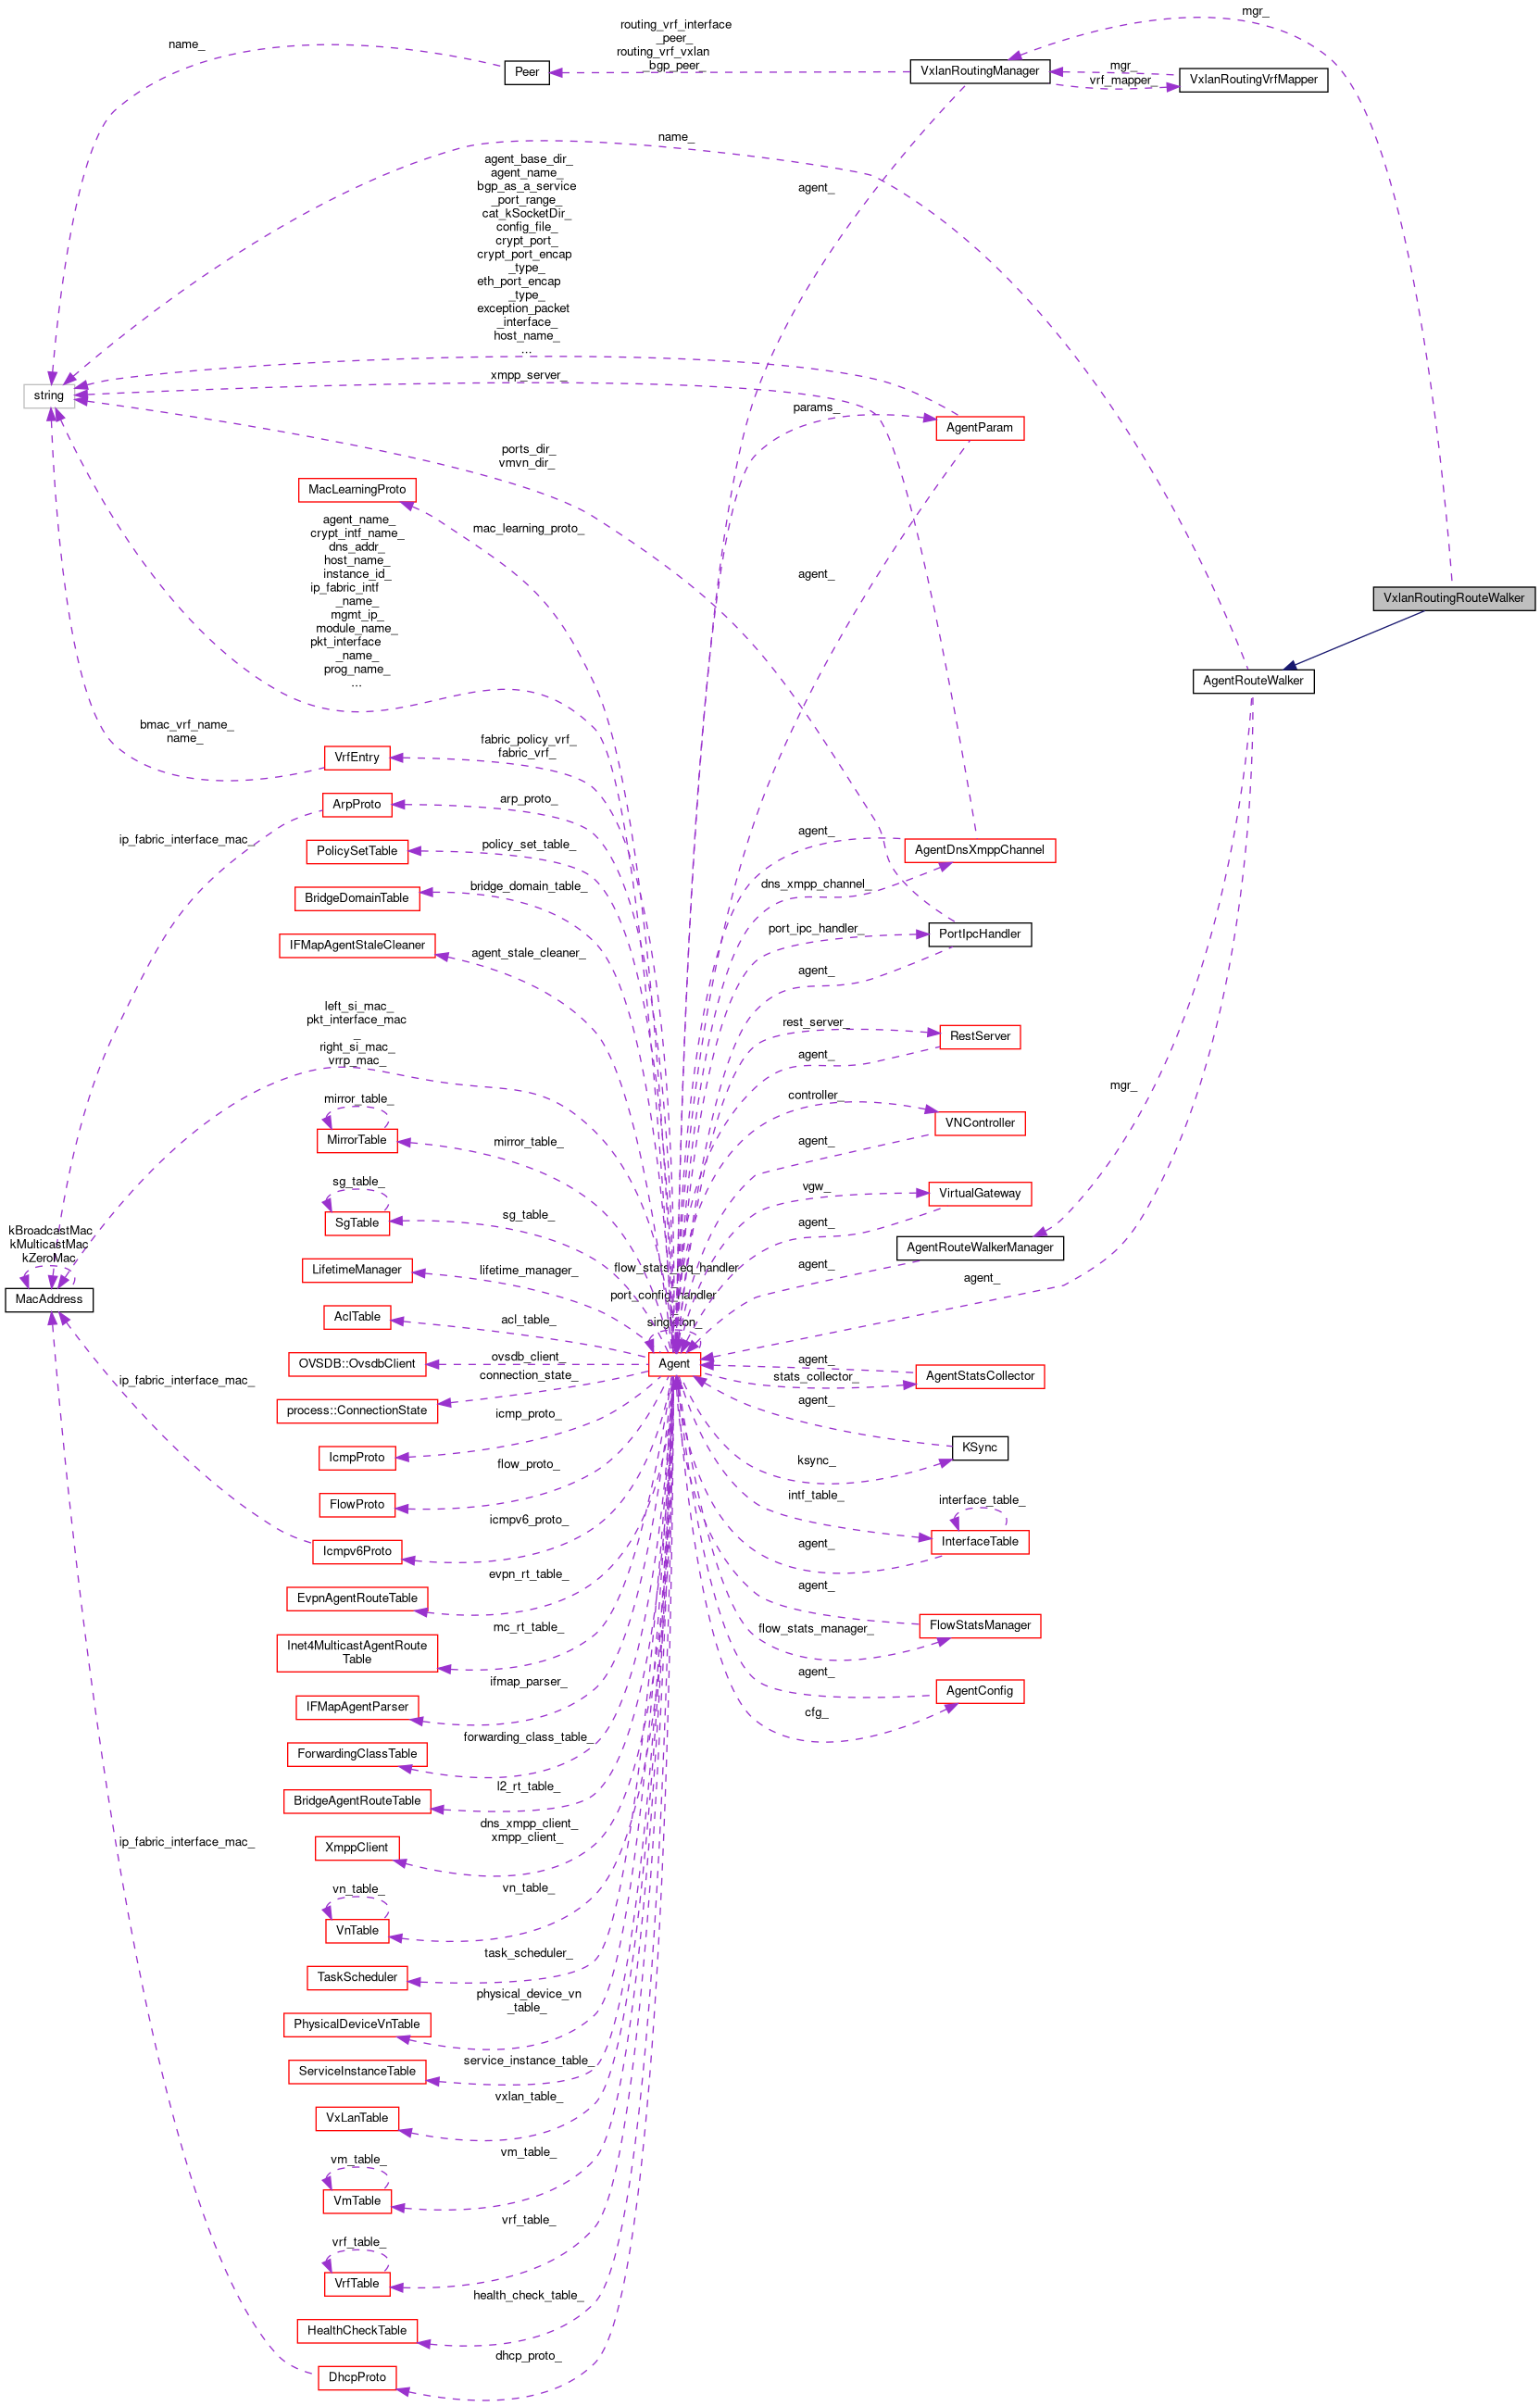 mgr_
routing_vrf_interface
_peer_
routing_vrf_vxlan
_bgp_peer_
name_
Peer
VxlanRoutingManager
mgr_
vrf_mapper_
VxlanRoutingVrfMapper
name_
agent_base_dir_
agent_name_
bgp_as_a_service
_port_range_
cat_kSocketDir_
config_file_
crypt_port_
crypt_port_encap
_type_
eth_port_encap
_type_
exception_packet
_interface_
host_name_
...
agent_
string
xmpp_server_
params_
AgentParam
ports_dir_
vmvn_dir_
MacLearningProto
mac_learning_proto_
agent_name_
crypt_intf_name_
dns_addr_
host_name_
instance_id_
ip_fabric_intf
_name_
mgmt_ip_
module_name_
pkt_interface
_name_
prog_name_
...
agent_
VxlanRoutingRouteWalker
AgentRouteWalker
bmac_vrf_name_
name_
VrfEntry
fabric_policy_vrf_
fabric_vrf_
ArpProto
arp_proto_
ip_fabric_interface_mac_
PolicySetTable
policy_set_table_
agent_
AgentDnsXmppChannel
BridgeDomainTable
bridge_domain_table_
dns_xmpp_channel_
IFMapAgentStaleCleaner
agent_stale_cleaner_
port_ipc_handler_
PortIpcHandler
agent_
left_si_mac_
pkt_interface_mac
_
right_si_mac_
vrrp_mac_
rest_server_
RestServer
agent_
mirror_table_
MirrorTable
mirror_table_
controller_
VNController
agent_
mgr_
sg_table_
SgTable
sg_table_
vgw_
VirtualGateway
agent_
kBroadcastMac
kMulticastMac
kZeroMac
MacAddress
LifetimeManager
lifetime_manager_
flow_stats_req_handler
_
port_config_handler
_
singleton_
AgentRouteWalkerManager
agent_
agent_
AclTable
acl_table_
OVSDB::OvsdbClient
ovsdb_client_
Agent
agent_
stats_collector_
AgentStatsCollector
ip_fabric_interface_mac_
process::ConnectionState
connection_state_
agent_
IcmpProto
icmp_proto_
ksync_
KSync
FlowProto
flow_proto_
intf_table_
interface_table_
InterfaceTable
Icmpv6Proto
icmpv6_proto_
agent_
EvpnAgentRouteTable
evpn_rt_table_
agent_
Inet4MulticastAgentRoute
Table
mc_rt_table_
flow_stats_manager_
FlowStatsManager
IFMapAgentParser
ifmap_parser_
agent_
AgentConfig
cfg_
ForwardingClassTable
forwarding_class_table_
BridgeAgentRouteTable
l2_rt_table_
XmppClient
dns_xmpp_client_
xmpp_client_
ip_fabric_interface_mac_
vn_table_
VnTable
vn_table_
TaskScheduler
task_scheduler_
PhysicalDeviceVnTable
physical_device_vn
_table_
ServiceInstanceTable
service_instance_table_
VxLanTable
vxlan_table_
vm_table_
VmTable
vm_table_
vrf_table_
VrfTable
vrf_table_
HealthCheckTable
health_check_table_
DhcpProto
dhcp_proto_